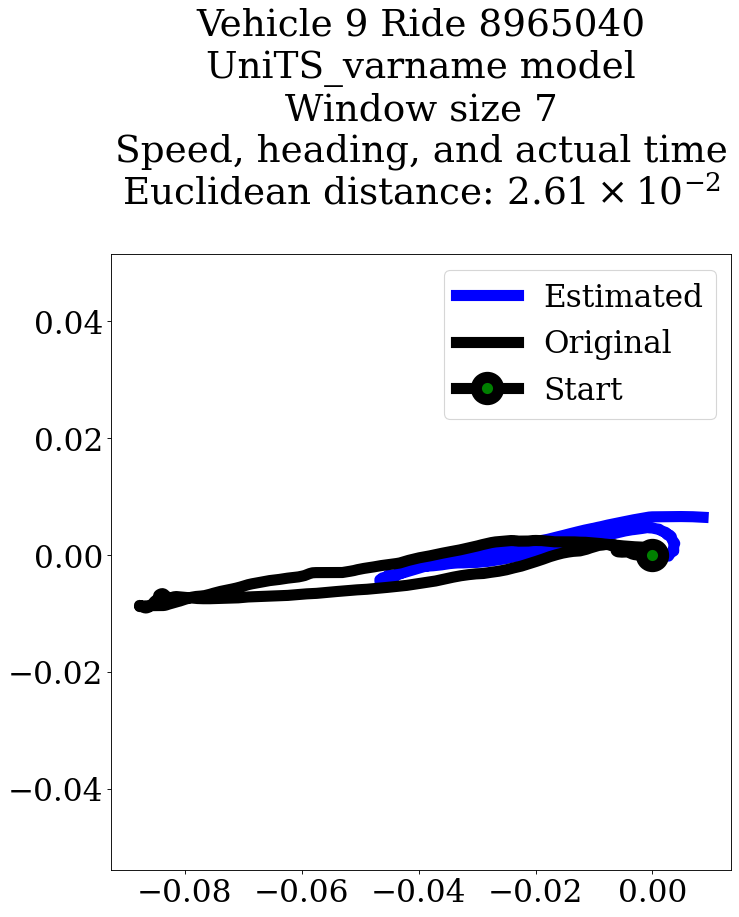 Vehicle 9 Ride 8965040
UniTS_varname model
Window size 7
Speed, heading, and actual time
Euclidean distance: 2.61 × 10⁻²
Estimated
Original
Start
0.04
0.02
0.00
−0.02
−0.04
−0.08 −0.06 −0.04 −0.02 0.00